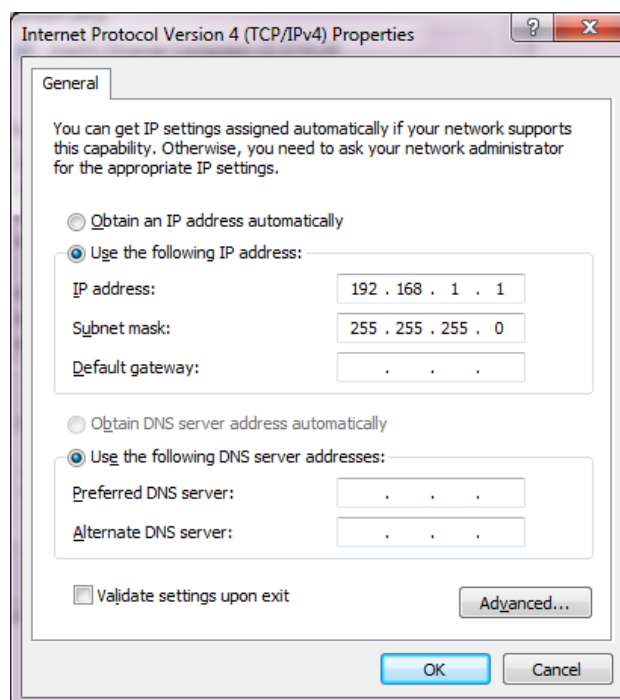 Internet Protocol Version 4 (TCP/IPv4) Properties
General
You can get IP settings assigned automatically if your network supports
this capability. Otherwise, you need to ask your network administrator
for the appropriate IP settings.
Obtain an IP address automatically
Use the following IP address:
IP address: 192 . 168 . 1 . 1
Subnet mask: 255 . 255 . 255 . 0
Default gateway: . . .
Obtain DNS server address automatically
Use the following DNS server addresses:
Preferred DNS server: . . .
Alternate DNS server: . . .
Validate settings upon exit
Advanced...
OK Cancel